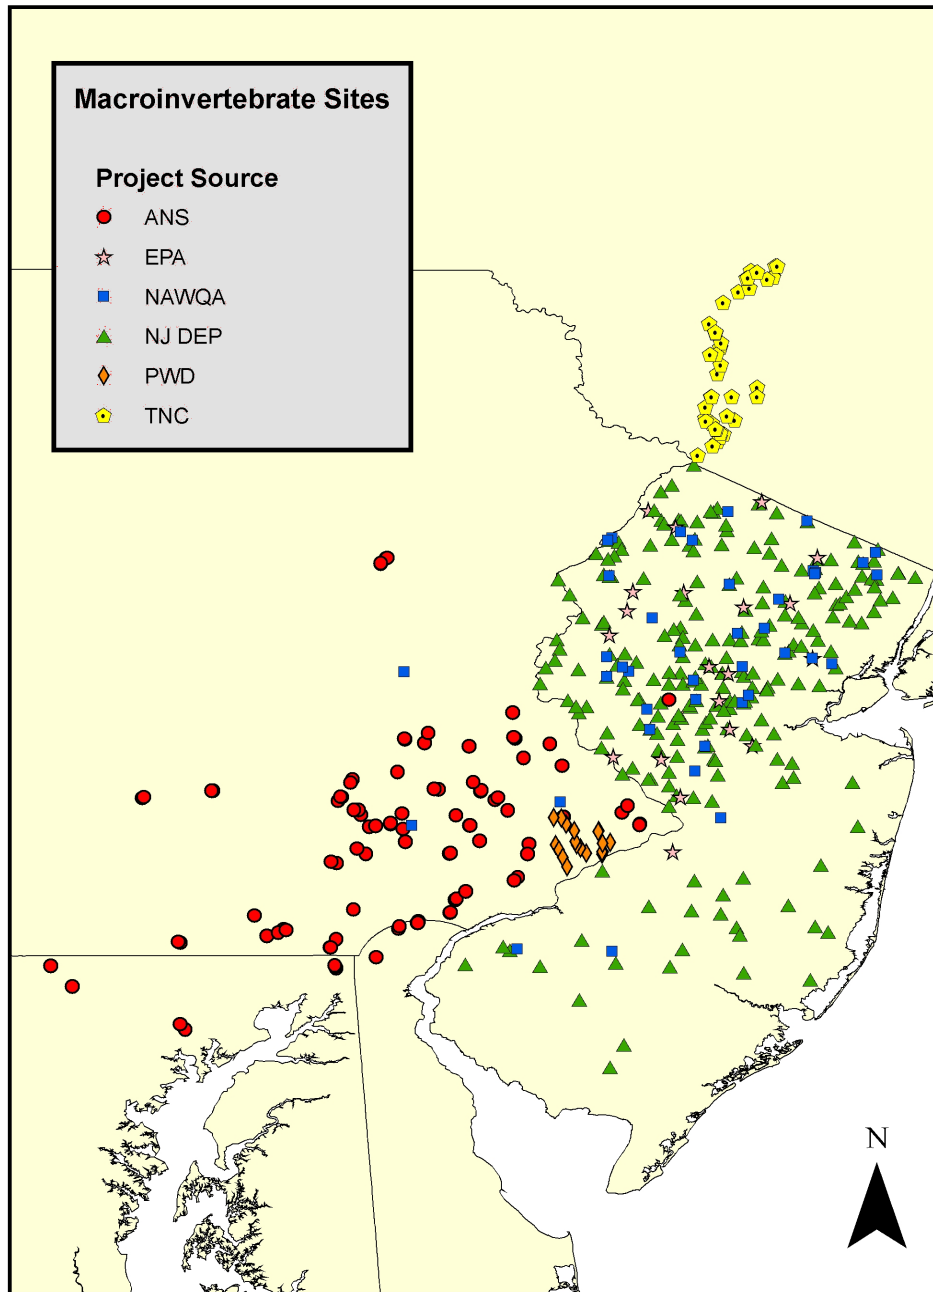 Macroinvertebrate Sites
Project Source
ANS
EPA
NAWQA
NJ DEP
PWD
TNC
N